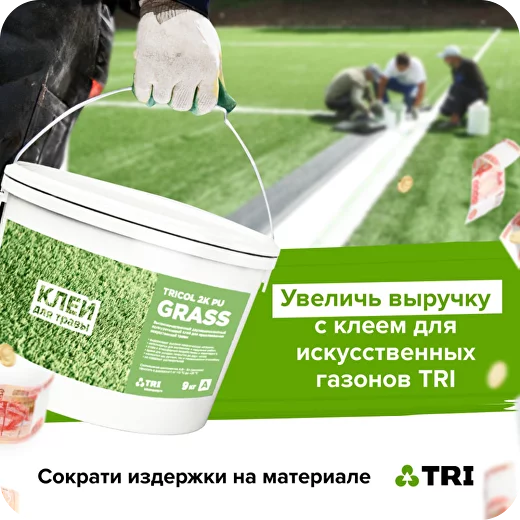 КЛЕЙ
ДЛЯ ТРАВЫ
TRICOL 2K PU
GRASS
TRI
9 кг A
Увеличь выручку
с клеем для
искусственных
газонов TRI
Сократи издержки на материале
TRI